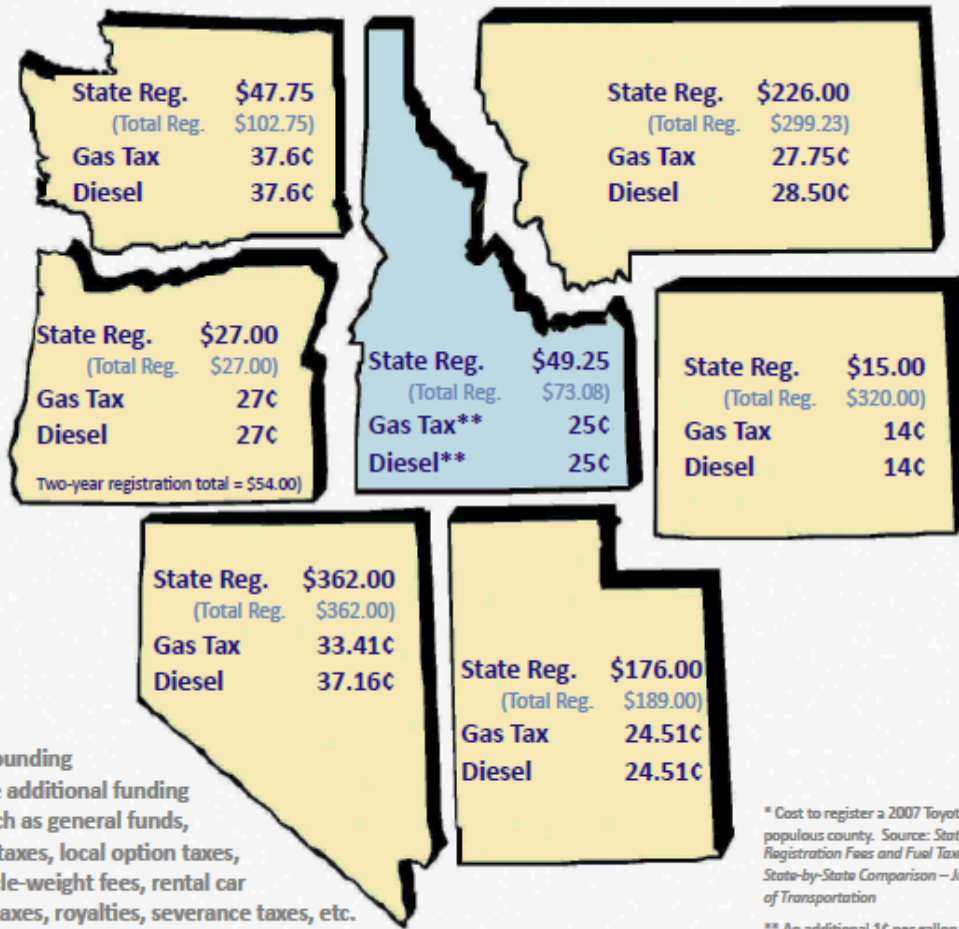 State Reg. $47.75
(Total Reg. $102.75)
Gas Tax 37.6¢
Diesel 37.6¢
State Reg. $226.00
(Total Reg. $299.23)
Gas Tax 27.75¢
Diesel 28.50¢
State Reg. $27.00
(Total Reg. $27.00)
Gas Tax 27¢
Diesel 27¢
Two-year registration total = $54.00)
State Reg. $49.25
(Total Reg. $73.08)
Gas Tax** 25¢
Diesel** 25¢
State Reg. $15.00
(Total Reg. $320.00)
Gas Tax 14¢
Diesel 14¢
State Reg. $362.00
(Total Reg. $362.00)
Gas Tax 33.41¢
Diesel 37.16¢
State Reg. $176.00
(Total Reg. $189.00)
Gas Tax 24.51¢
Diesel 24.51¢
additional funding
as general funds,
taxes, local option taxes,
fees, rental car
royalties, severance taxes, etc.
* Cost to register a 2007
populous county. Source:
Registration Fees and Fuel
State-by-State Comparison –
of Transportation
** An additional 1¢ per gallon